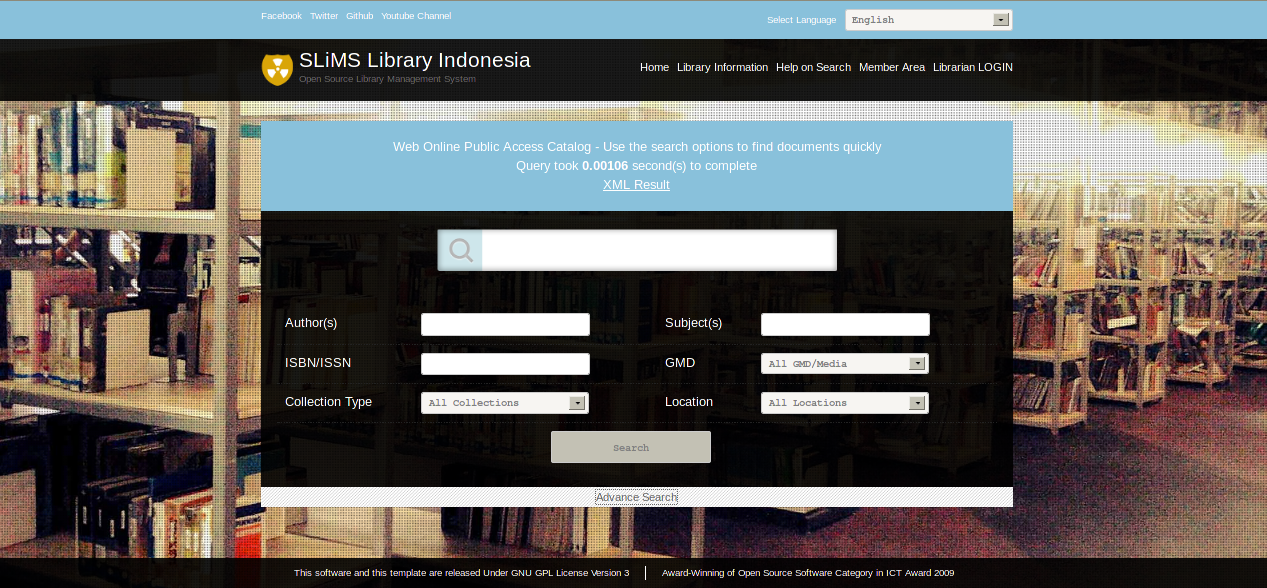 Facebook Twitter Github Youtube Channel
Select Language English
SLiMS Library Indonesia
Open Source Library Management System
Home Library Information Help on Search Member Area Librarian LOGIN
Web Online Public Access Catalog - Use the search options to find documents quickly
Query took 0.00106 second(s) to complete
XML Result
Author(s) Subject(s)
ISBN/ISSN GMD All GMD/Media
Collection Type All Collections Location All Locations
Search
Advance Search
This software and this template are released Under GNU GPL License Version 3 Award-Winning of Open Source Software Category in ICT Award 2009